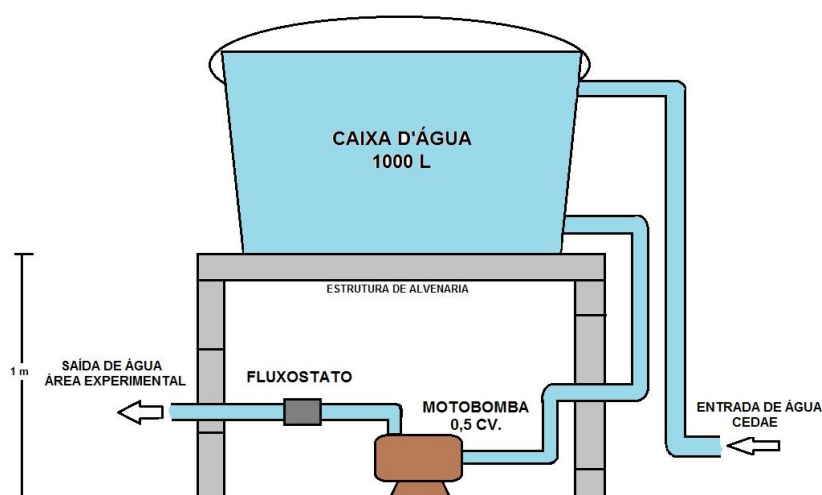 CAIXA D'ÁGUA
1000 L
ESTRUTURA DE ALVENARIA
1 m
SAÍDA DE ÁGUA
ÁREA EXPERIMENTAL
FLUXOSTATO
MOTOBOMBA
0,5 CV.
ENTRADA DE ÁGUA
CEDAE